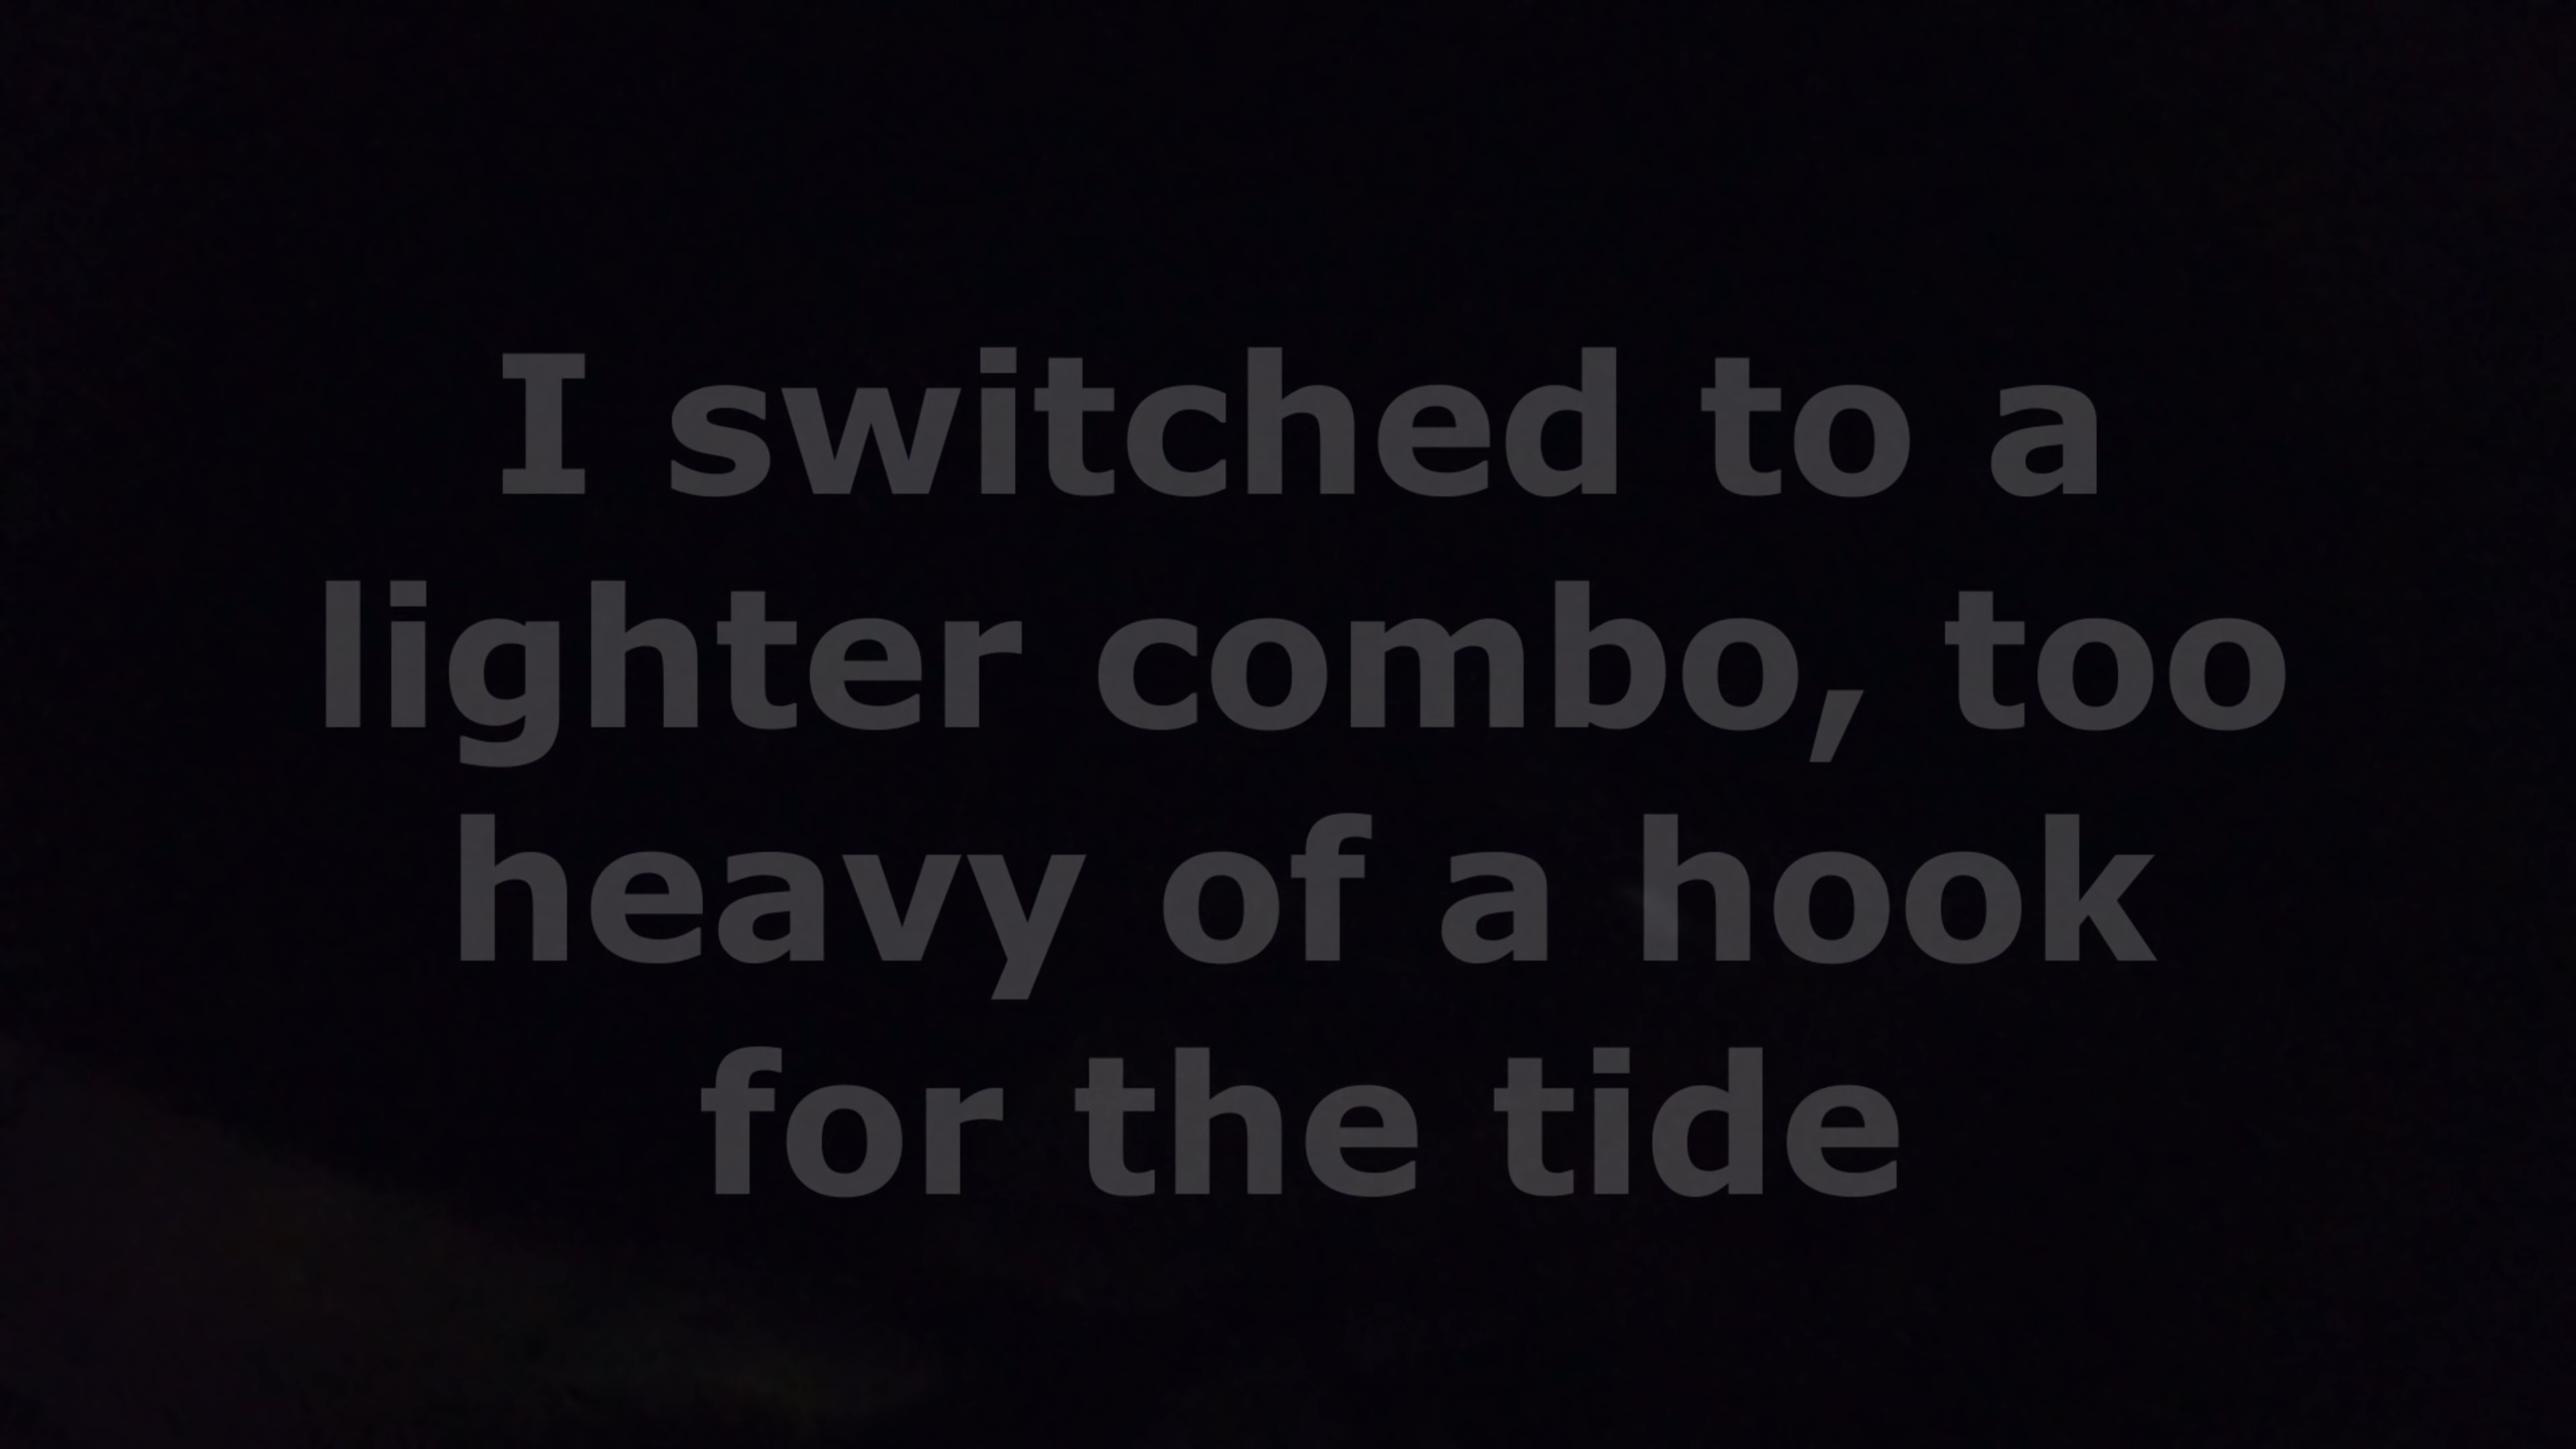 I switched to a
lighter combo, too
heavy of a hook
for the tide